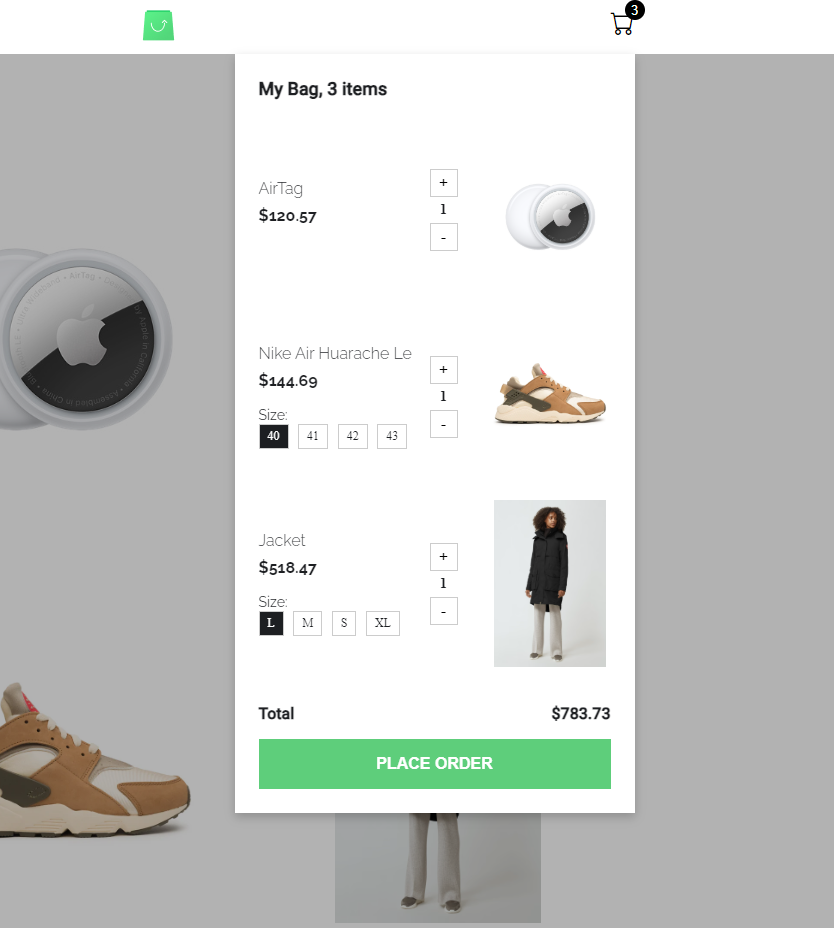 3
My Bag, 3 items
AirTag
$120.57
+
1
-
Nike Air Huarache Le
$144.69
Size:
40 41 42 43
+
1
-
Jacket
$518.47
Size:
L M S XL
+
1
-
Total $783.73
PLACE ORDER